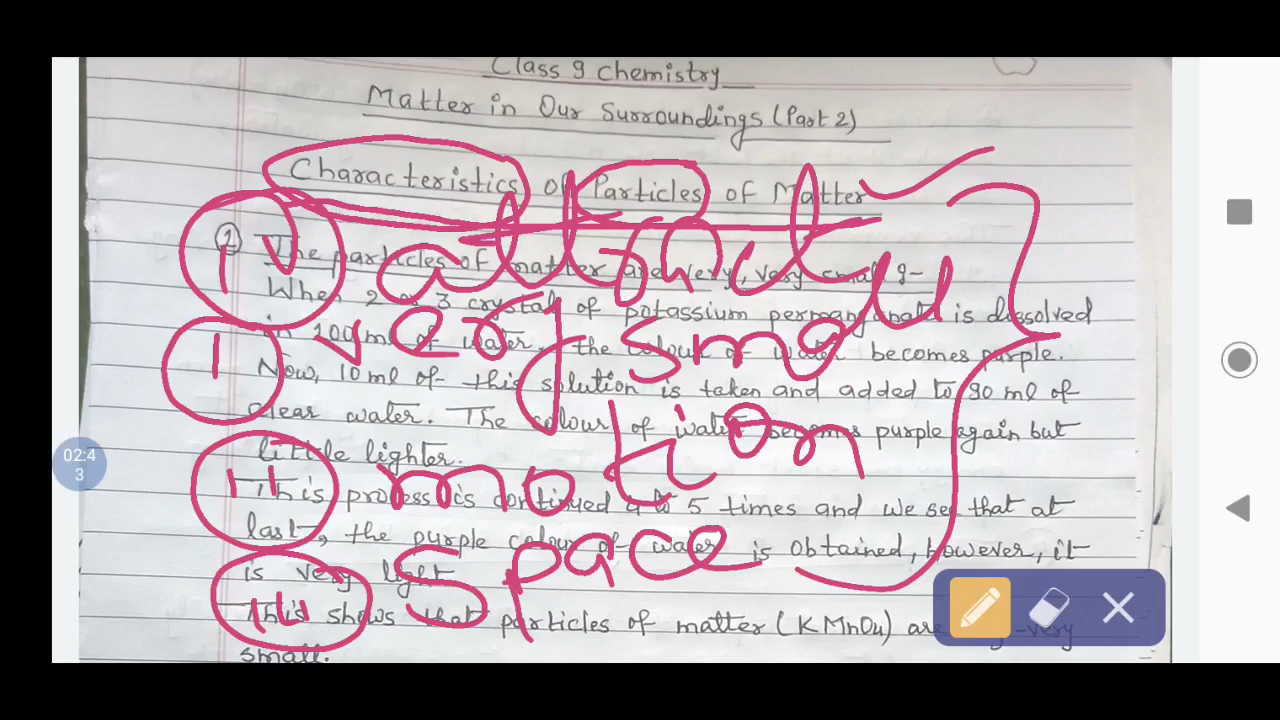 Class 9 Chemistry
Matter in Our Surroundings (Part 2)
Characteristics of Particles of Matter
① The particles of matter are very, very small :-
When 2 or 3 crystal of potassium permanganate is dissolved
in 100 ml of water, the colour of water becomes purple.
Now, 10 ml of this solution is taken and added to 90 ml of
clear water. The colour of water becomes purple again but
little lighter.
This process is continued 4 to 5 times and we see that at
last, the purple colour of water is obtained, however, it
is very light
This shows that particles of matter (KMnO4) are very
small.
attract
very small
motion
space
02:43